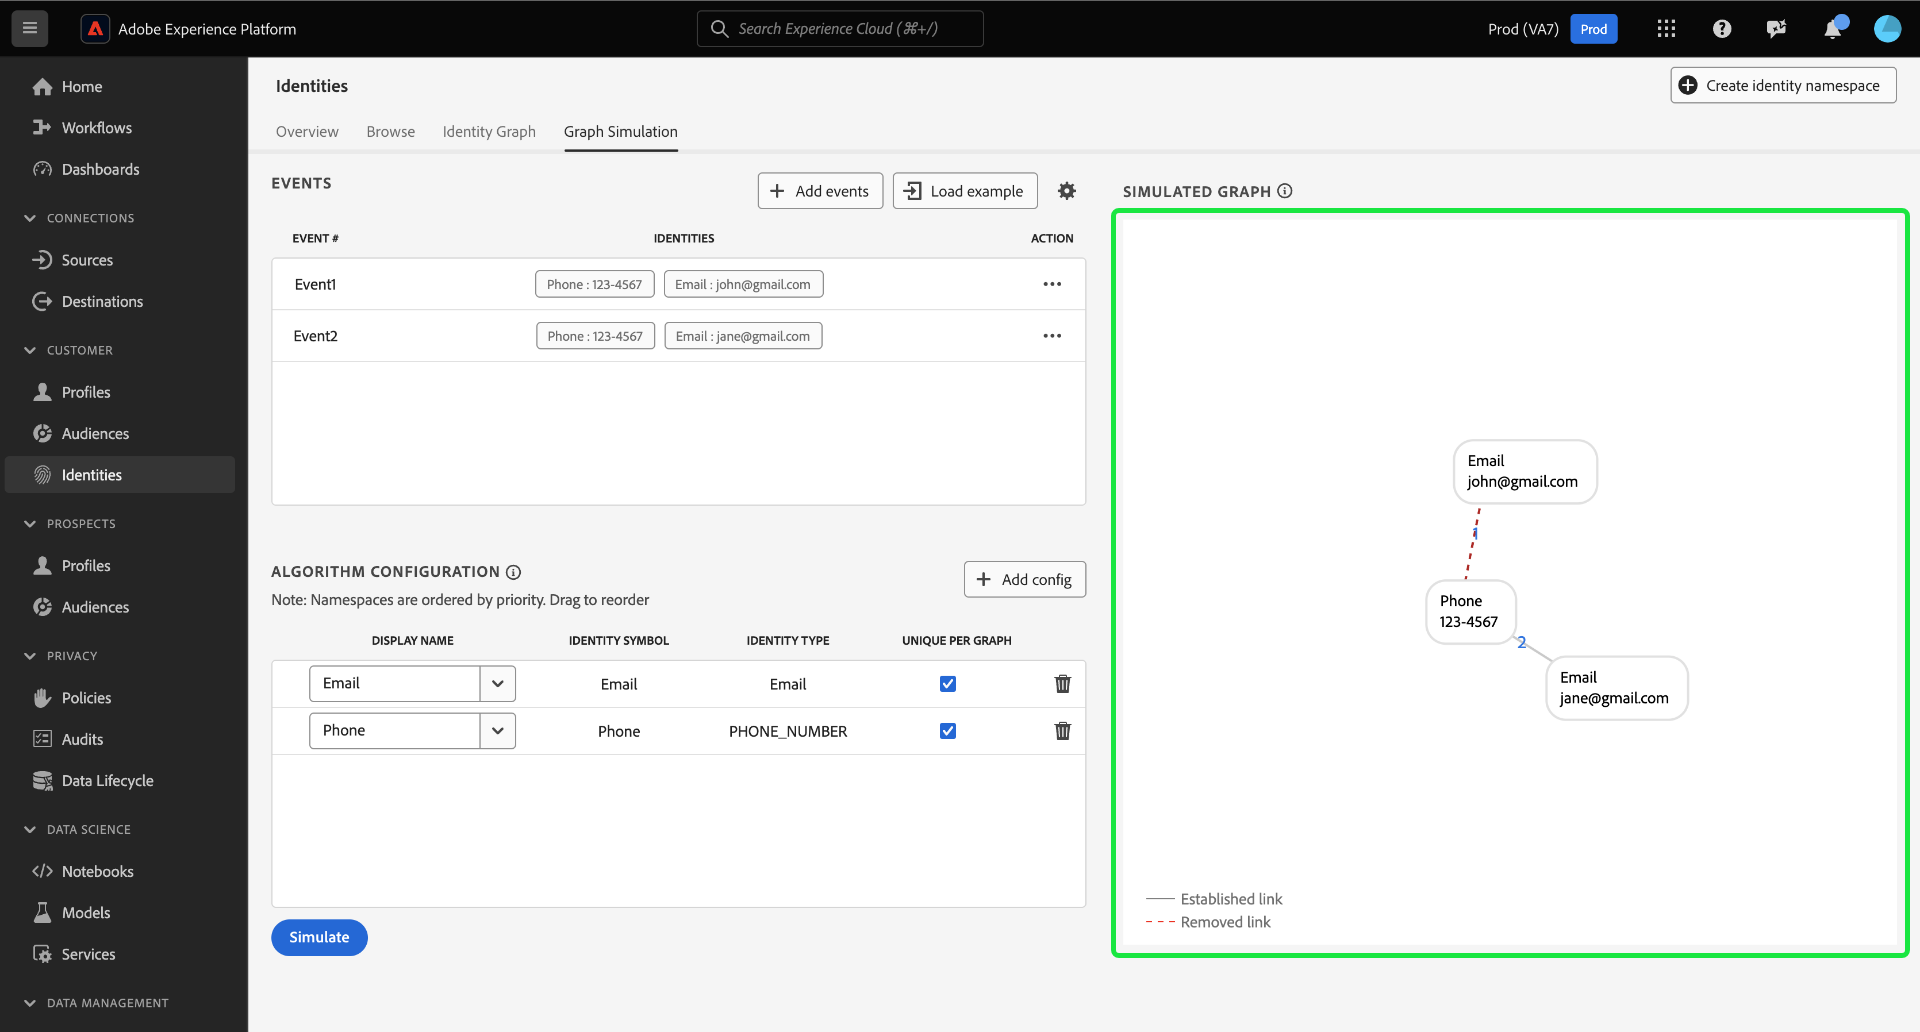 Adobe Experience Platform
Search Experience Cloud (⌘+/)
Prod (VA7)
Prod
Home
Workflows
Dashboards
CONNECTIONS
Sources
Destinations
CUSTOMER
Profiles
Audiences
Identities
PROSPECTS
Profiles
Audiences
PRIVACY
Policies
Audits
Data Lifecycle
DATA SCIENCE
Notebooks
Models
Services
DATA MANAGEMENT
Identities
Create identity namespace
Overview Browse Identity Graph Graph Simulation
EVENTS
Add events
Load example
EVENT # IDENTITIES ACTION
Event1 Phone : 123-4567 Email : john@gmail.com
Event2 Phone : 123-4567 Email : jane@gmail.com
ALGORITHM CONFIGURATION
Note: Namespaces are ordered by priority. Drag to reorder
Add config
DISPLAY NAME IDENTITY SYMBOL IDENTITY TYPE UNIQUE PER GRAPH
Email Email Email
Phone Phone PHONE_NUMBER
Simulate
SIMULATED GRAPH
Email
john@gmail.com
1
Phone
123-4567
2
Email
jane@gmail.com
Established link
Removed link